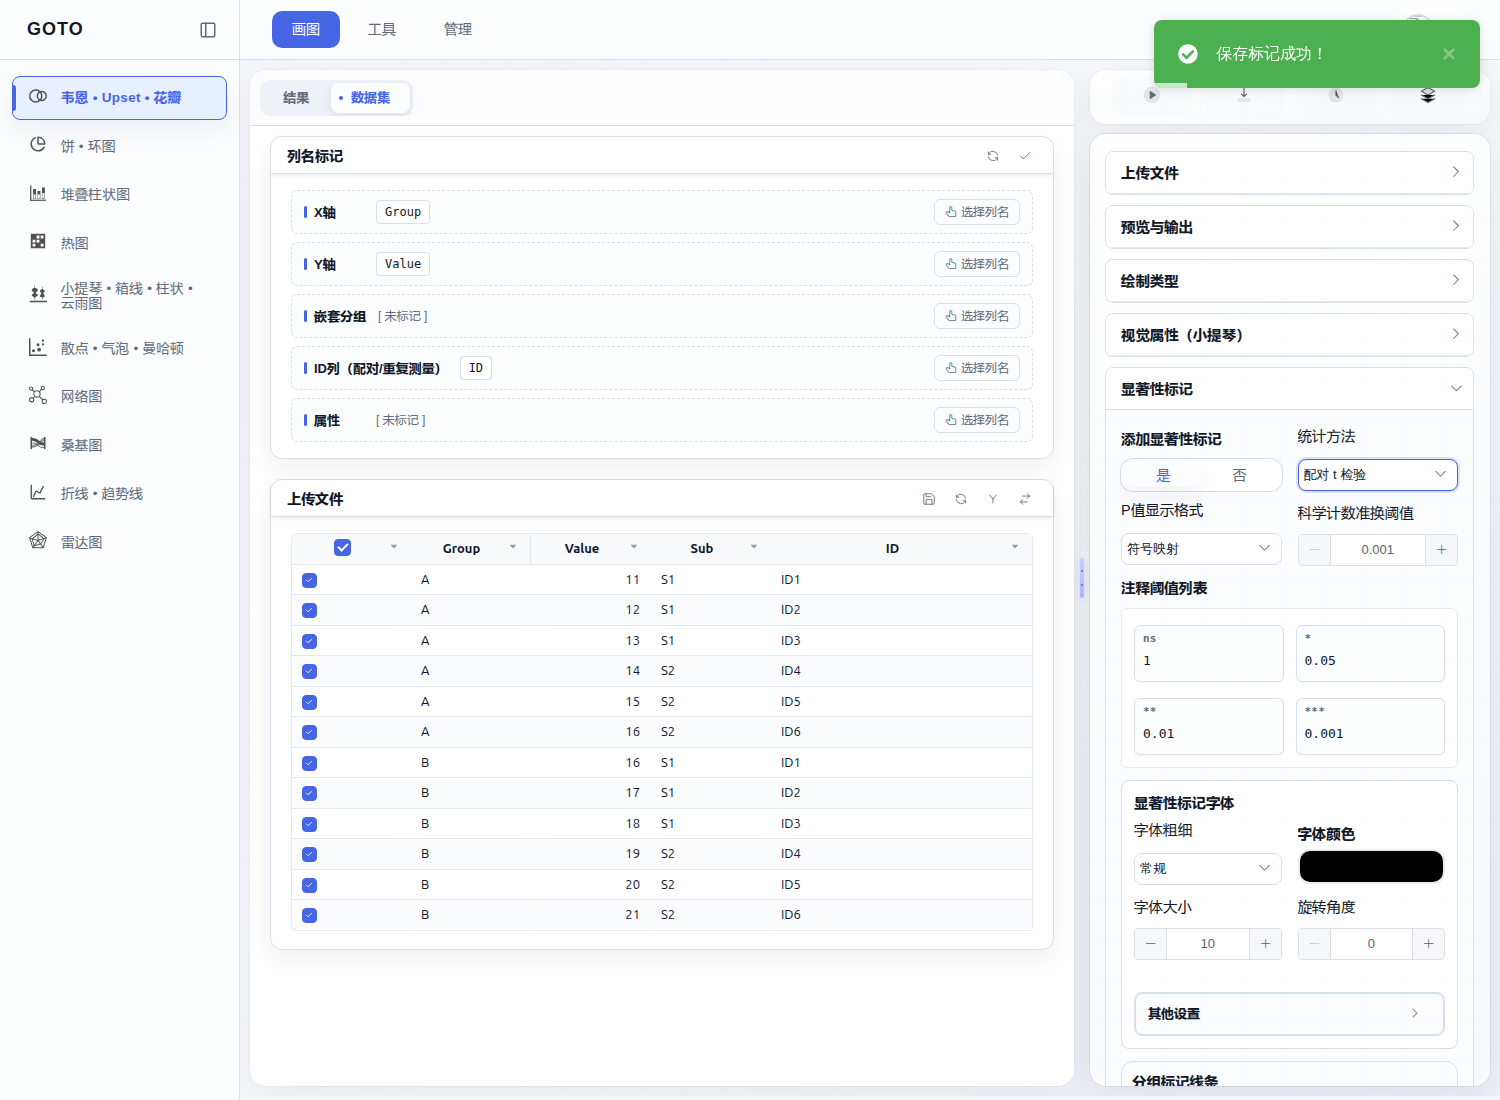 GOTO
画图 工具 管理
保存标记成功！
韦恩 • Upset • 花瓣
饼 • 环图
堆叠柱状图
热图
小提琴 • 箱线 • 柱状 •
云雨图
散点 • 气泡 • 曼哈顿
网络图
桑基图
折线 • 趋势线
雷达图
结果 • 数据集
列名标记
X轴 Group 选择列名
Y轴 Value 选择列名
嵌套分组 [ 未标记 ] 选择列名
ID列（配对/重复测量） ID 选择列名
属性 [ 未标记 ] 选择列名
上传文件
Group Value Sub ID
A 11 S1 ID1
A 12 S1 ID2
A 13 S1 ID3
A 14 S2 ID4
A 15 S2 ID5
A 16 S2 ID6
B 16 S1 ID1
B 17 S1 ID2
B 18 S1 ID3
B 19 S2 ID4
B 20 S2 ID5
B 21 S2 ID6
上传文件
预览与输出
绘制类型
视觉属性（小提琴）
显著性标记
添加显著性标记 统计方法
是 否 配对 t 检验
P值显示格式 科学计数准换阈值
符号映射 0.001
注释阈值列表
ns *
1 0.05
** ***
0.01 0.001
显著性标记字体
字体粗细 字体颜色
常规
字体大小 旋转角度
10 0
其他设置
分组标记线条